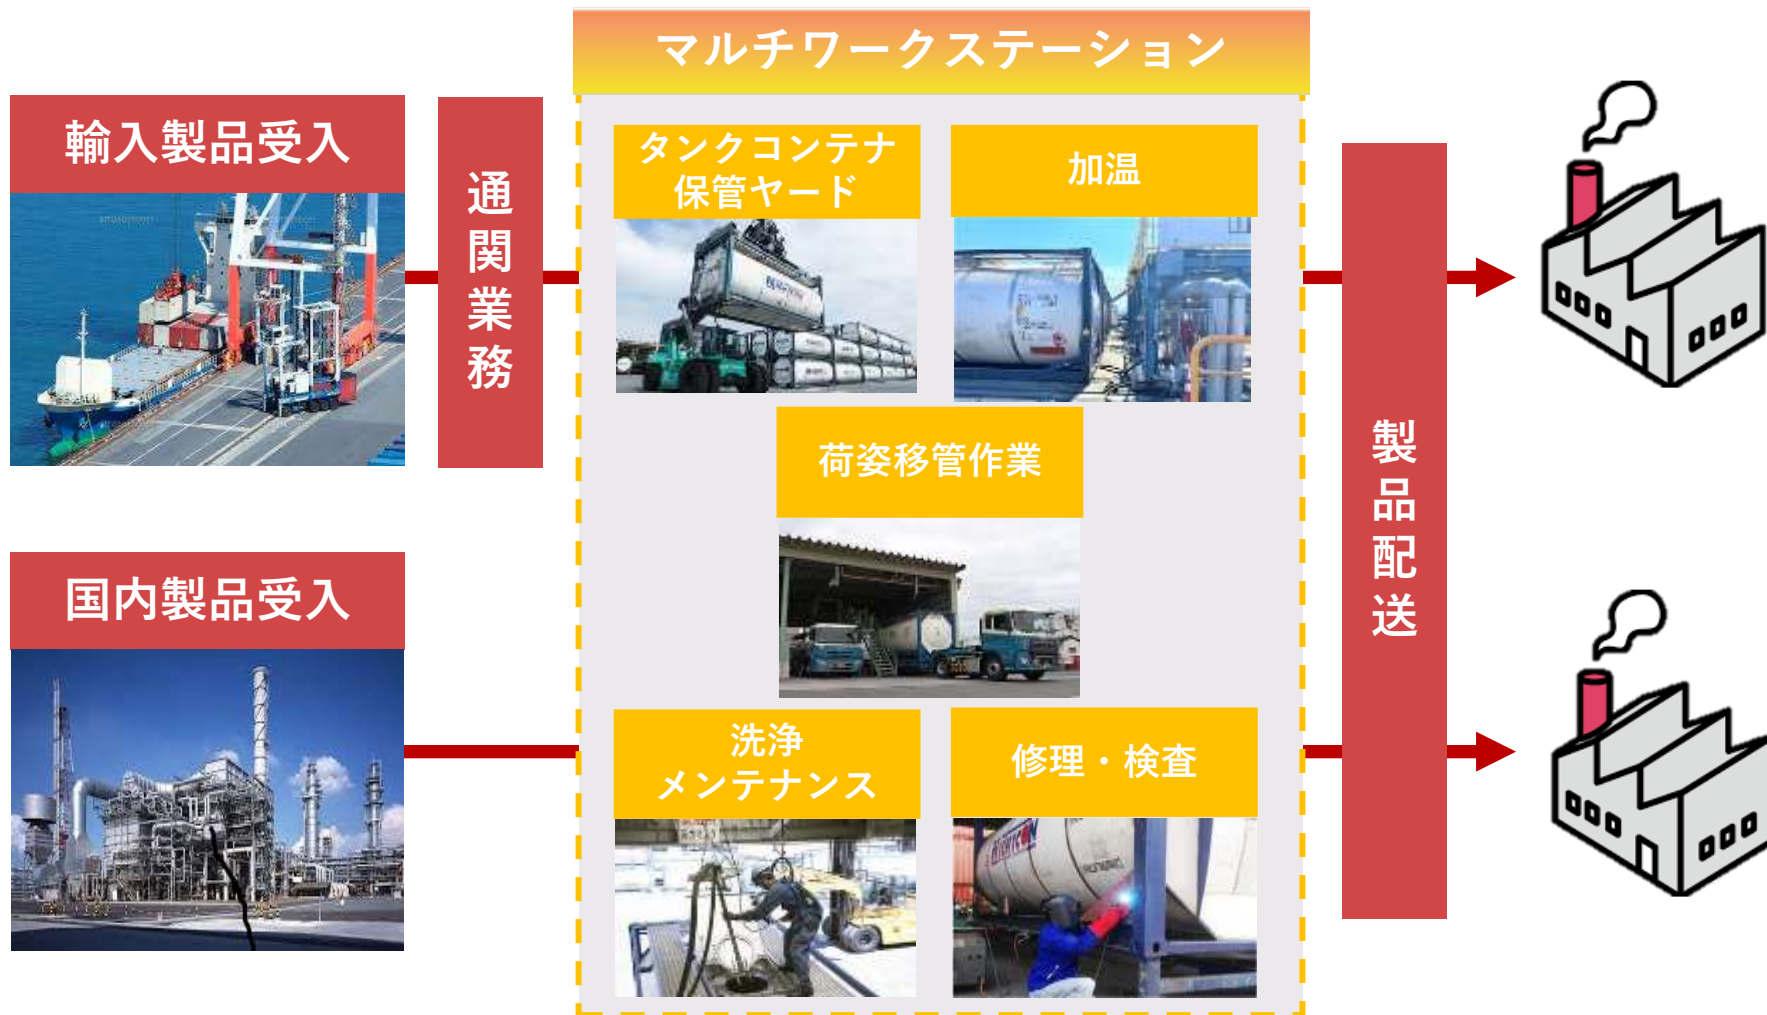 マルチワークステーション
輸入製品受入
通関業務
タンクコンテナ
保管ヤード
加温
荷姿移管作業
国内製品受入
洗浄
メンテナンス
修理・検査
製品配送